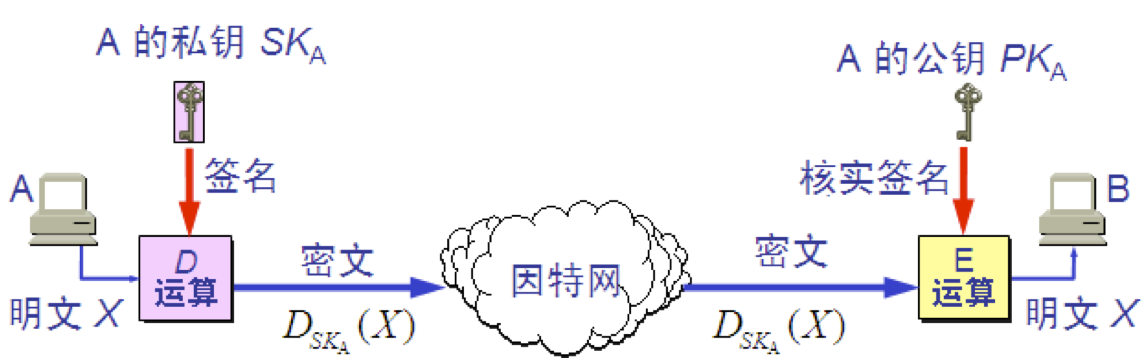 A 的私钥 SK_A
A 的公钥 PK_A
签名
核实签名
A
B
D
运算
E
运算
密文
因特网
密文
明文 X
D_{SK_A}(X)
D_{SK_A}(X)
明文 X